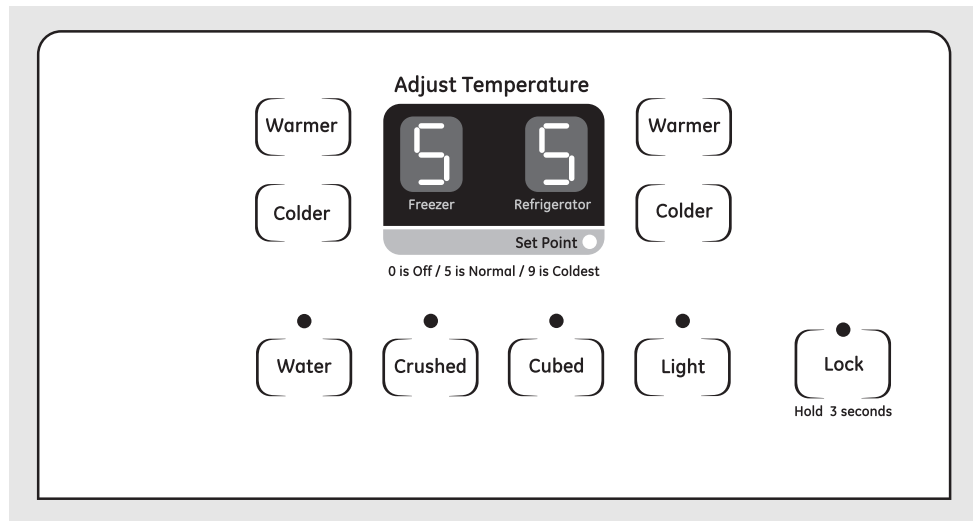 Adjust Temperature
Warmer
5 5
Warmer
Freezer Refrigerator
Colder
Colder
Set Point
0 is Off / 5 is Normal / 9 is Coldest
Water
Crushed
Cubed
Light
Lock
Hold 3 seconds